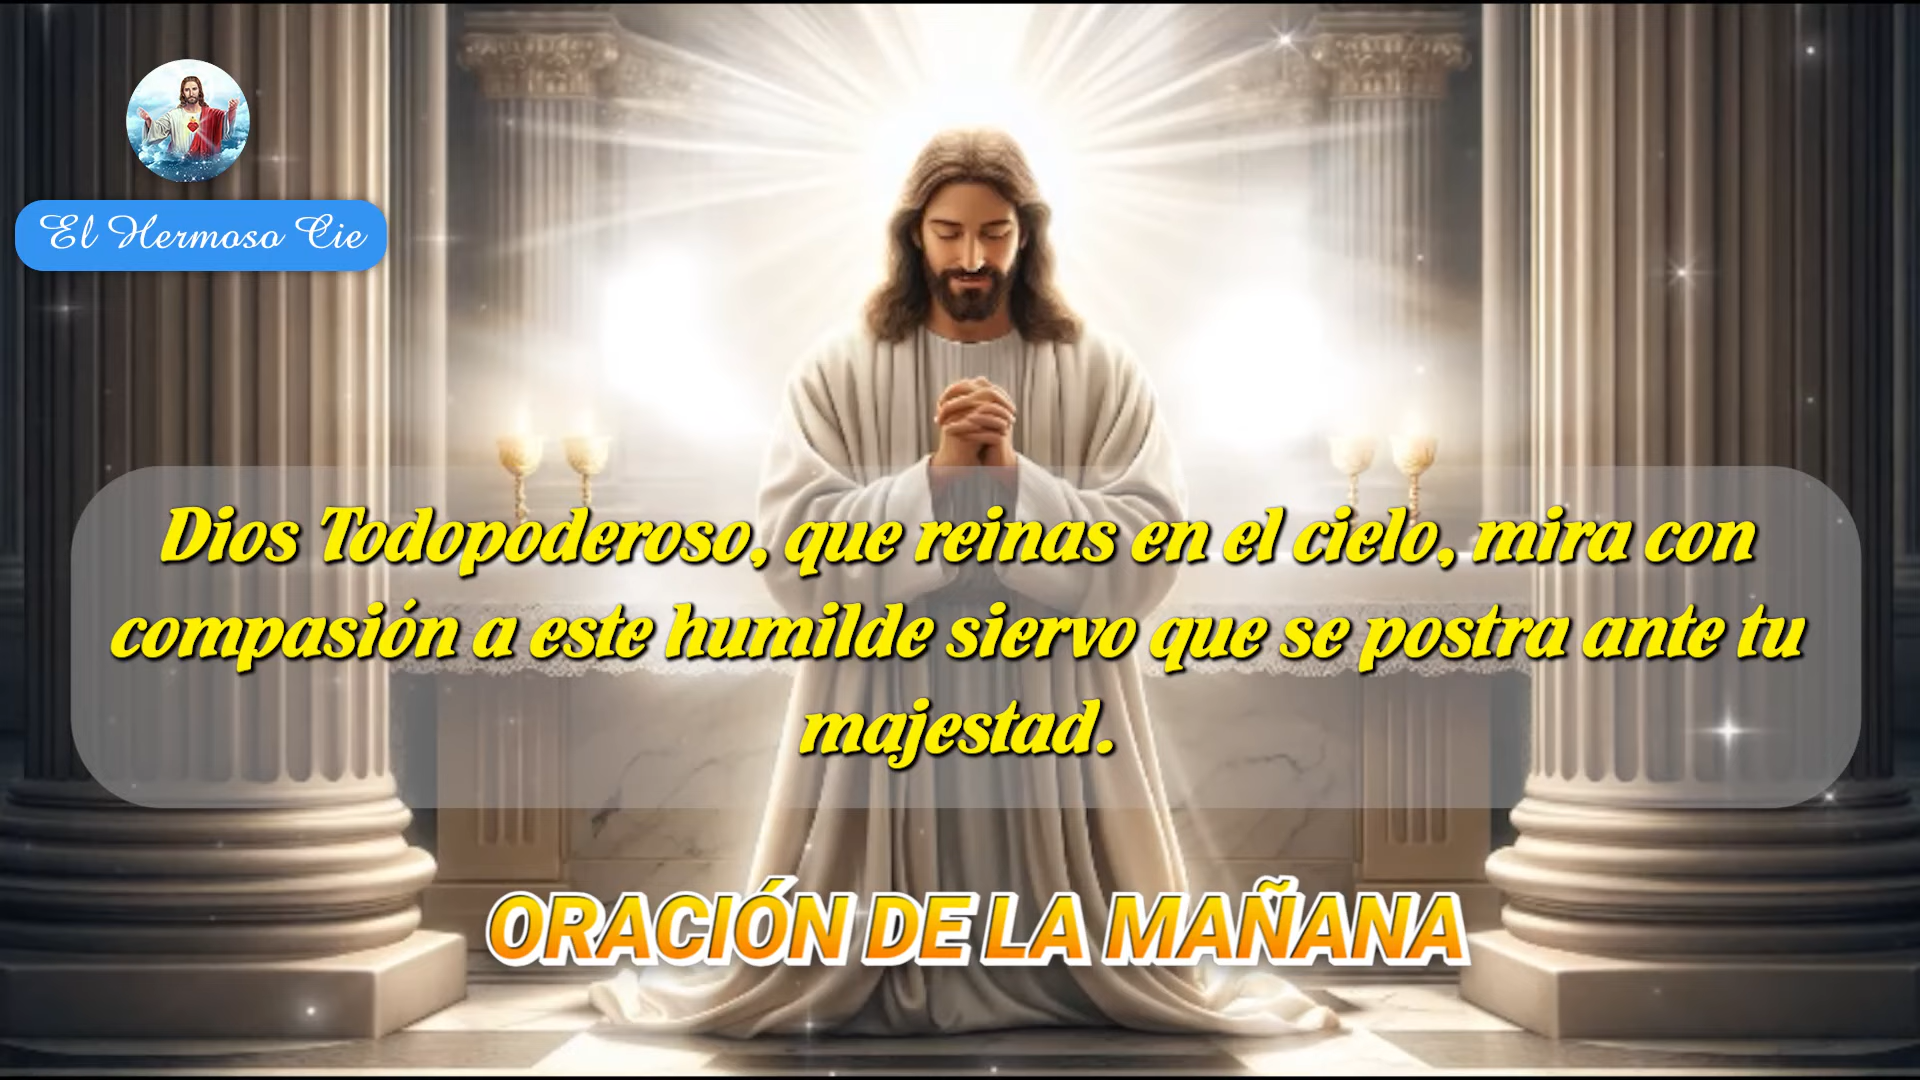 El Hermoso Cie
Dios Todopoderoso, que reinas en el cielo, mira con
compasión a este humilde siervo que se postra ante tu
majestad.
ORACIÓN DE LA MAÑANA